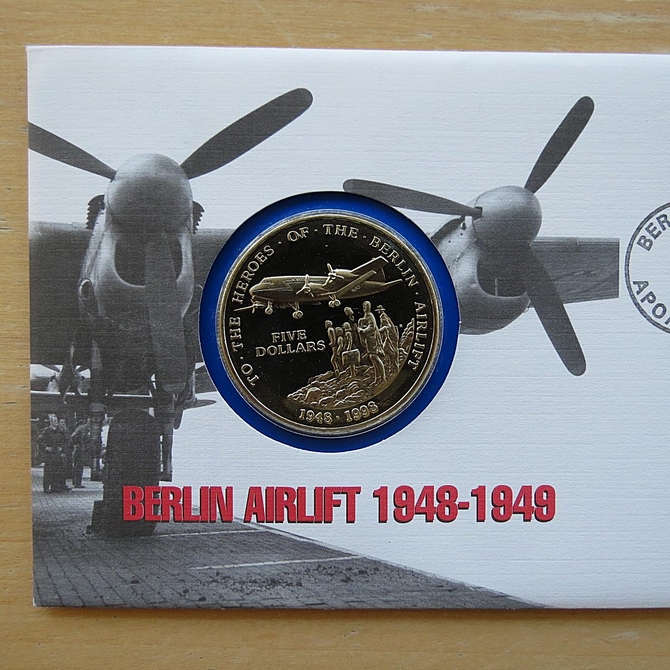 TO · THE · HEROES · OF · THE · BERLIN · AIRLIFT
FIVE
DOLLARS
1948 · 1998
BERLIN AIRLIFT 1948-1949